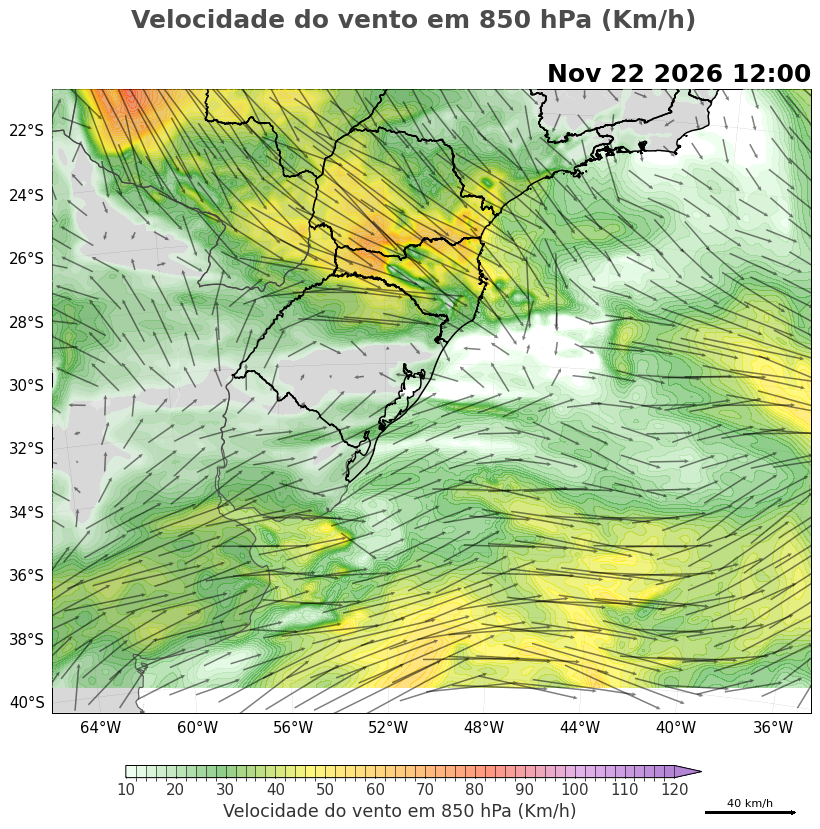 Velocidade do vento em 850 hPa (Km/h)
Nov 22 2026 12:00
22°S
24°S
26°S
28°S
30°S
32°S
34°S
36°S
38°S
40°S
64°W 60°W 56°W 52°W 48°W 44°W 40°W 36°W
10 20 30 40 50 60 70 80 90 100 110 120
Velocidade do vento em 850 hPa (Km/h)
40 km/h